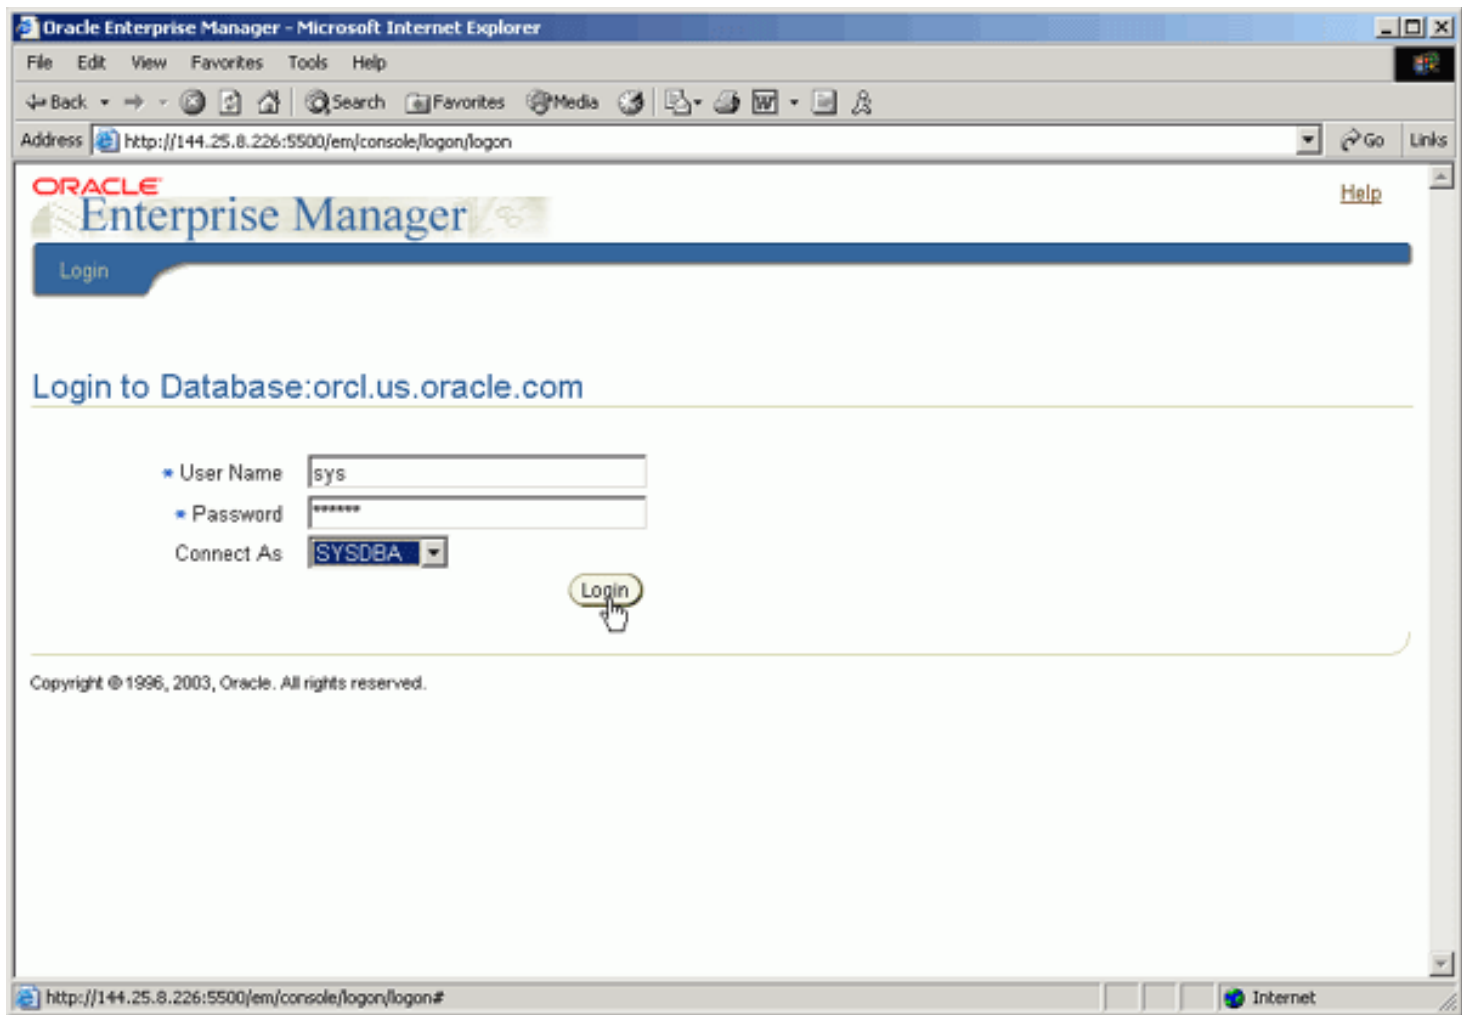 Oracle Enterprise Manager - Microsoft Internet Explorer
File Edit View Favorites Tools Help
Back Search Favorites Media
Address http://144.25.8.226:5500/em/console/logon/logon Go Links
ORACLE
Enterprise Manager
Help
Login
Login to Database:orcl.us.oracle.com
* User Name sys
* Password ******
Connect As SYSDBA
Login
Copyright © 1996, 2003, Oracle. All rights reserved.
http://144.25.8.226:5500/em/console/logon/logon# Internet